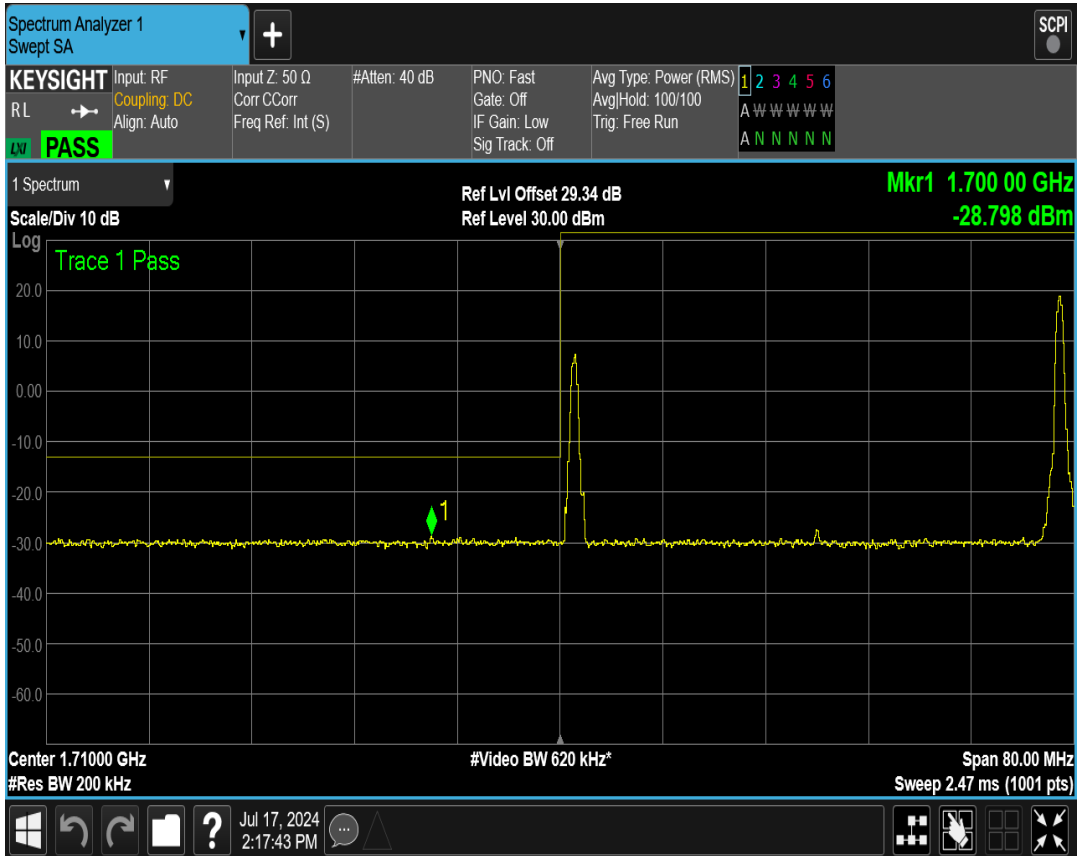 Spectrum Analyzer 1
Swept SA
SCPI
KEYSIGHT
RL
LXI
PASS
Input: RF
Coupling: DC
Align: Auto
Input Z: 50 Ω
Corr CCorr
Freq Ref: Int (S)
#Atten: 40 dB
PNO: Fast
Gate: Off
IF Gain: Low
Sig Track: Off
Avg Type: Power (RMS)
Avg|Hold: 100/100
Trig: Free Run
1 2 3 4 5 6
A W W W W W
A N N N N N
1 Spectrum
Scale/Div 10 dB
Log
Ref Lvl Offset 29.34 dB
Ref Level 30.00 dBm
Mkr1 1.700 00 GHz
-28.798 dBm
Trace 1 Pass
20.0
10.0
0.00
-10.0
-20.0
1
-30.0
-40.0
-50.0
-60.0
Center 1.71000 GHz
#Res BW 200 kHz
#Video BW 620 kHz*
Span 80.00 MHz
Sweep 2.47 ms (1001 pts)
?
Jul 17, 2024
2:17:43 PM